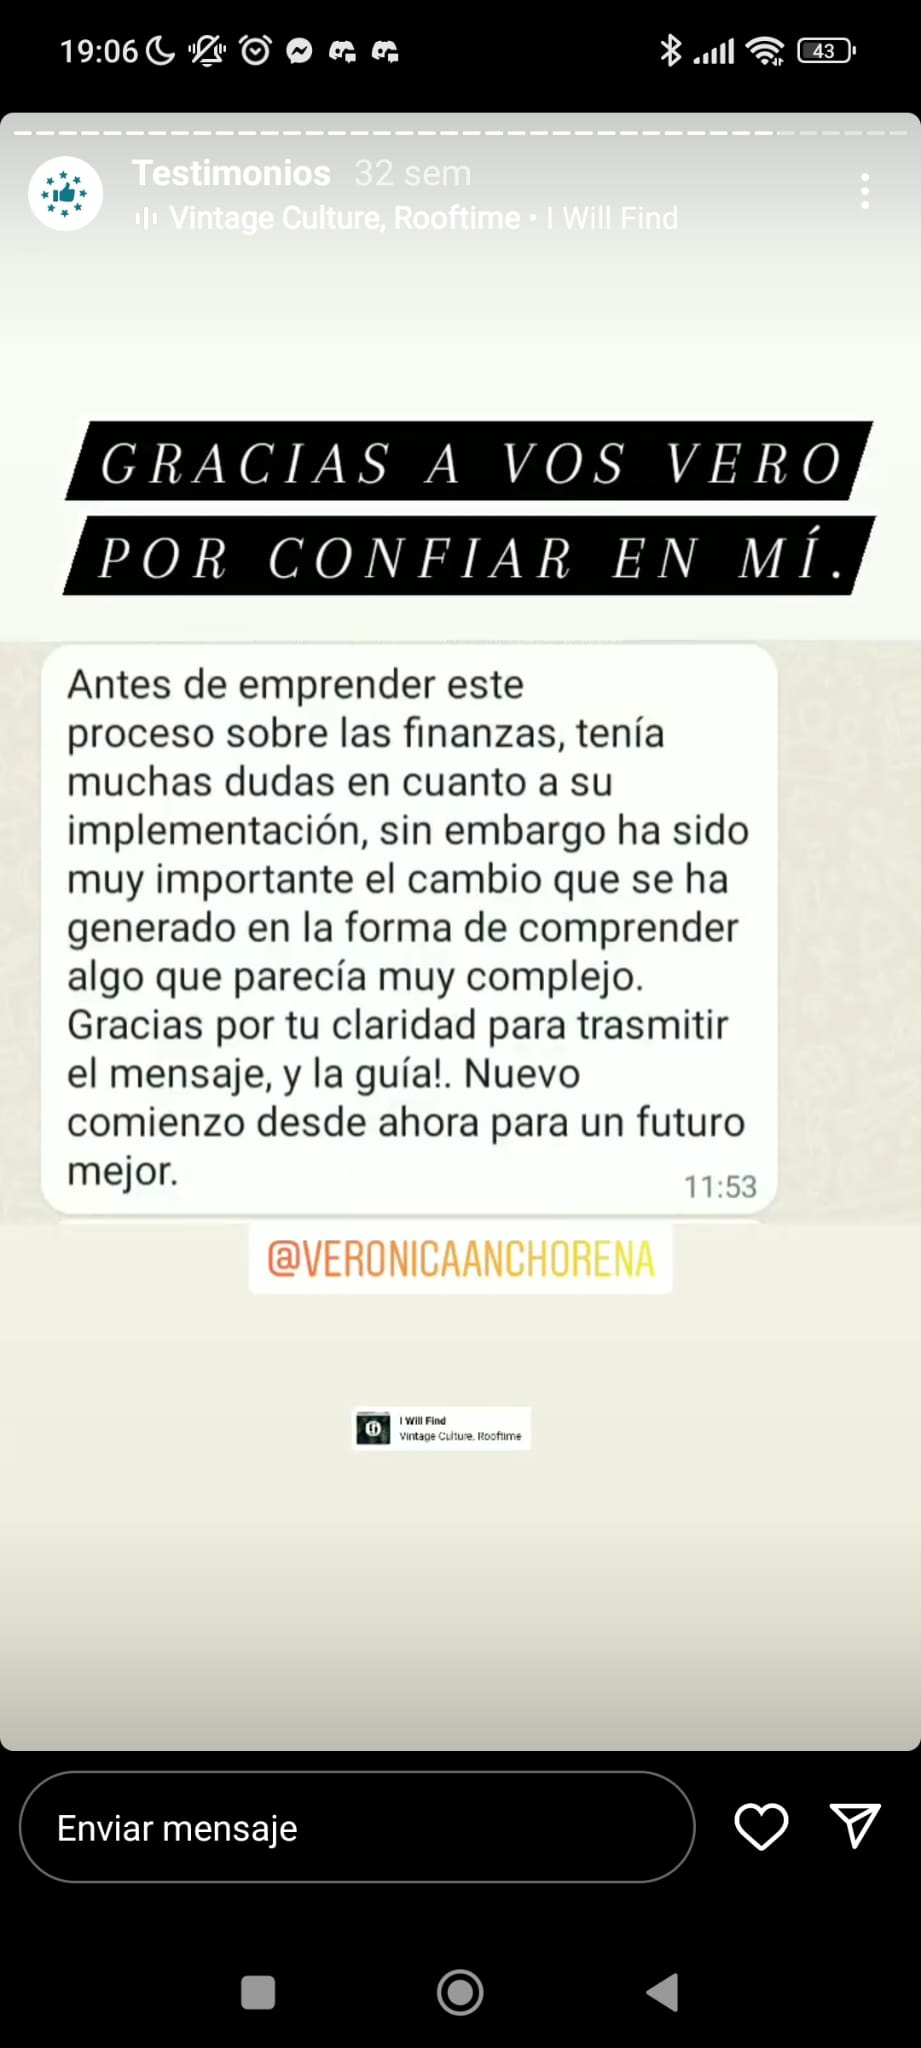 19:06
43
Testimonios 32 sem
Vintage Culture, Rooftime • I Will Find
GRACIAS A VOS VERO
POR CONFIAR EN MÍ.
Antes de emprender este
proceso sobre las finanzas, tenía
muchas dudas en cuanto a su
implementación, sin embargo ha sido
muy importante el cambio que se ha
generado en la forma de comprender
algo que parecía muy complejo.
Gracias por tu claridad para trasmitir
el mensaje, y la guía!. Nuevo
comienzo desde ahora para un futuro
mejor.
11:53
@VERONICAANCHORENA
I Will Find
Vintage Culture, Rooftime
Enviar mensaje